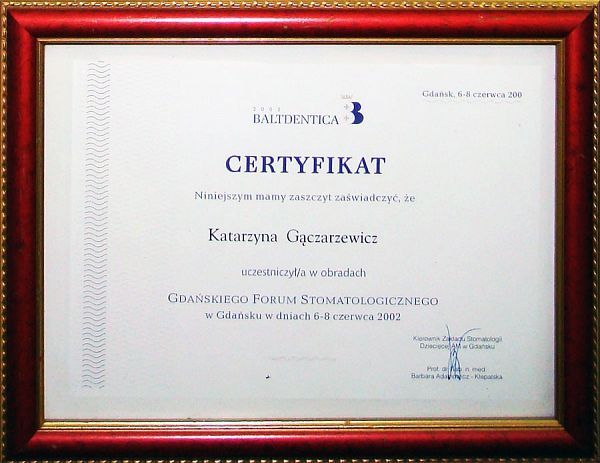 Gdańsk, 6-8 czerwca 200
2002
BALTDENTICA B
CERTYFIKAT
Niniejszym mamy zaszczyt zaświadczyć, że
Katarzyna Gączarzewicz
uczestniczył/a w obradach
GDAŃSKIEGO FORUM STOMATOLOGICZNEGO
w Gdańsku w dniach 6-8 czerwca 2002
Kierownik Zakładu Stomatologii
Dziecięcej AM w Gdańsku
Prof. dr hab. n. med.
Barbara Adamowicz - Klepalska